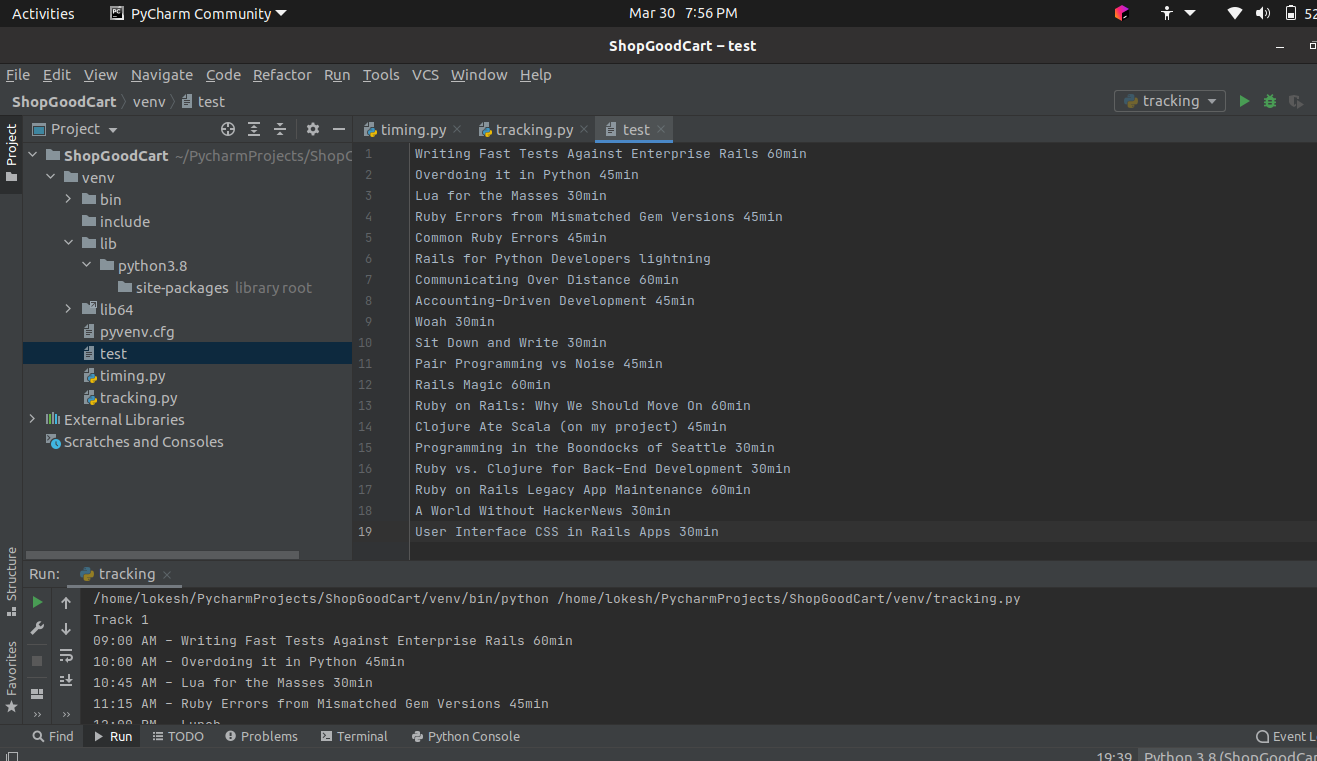 Activities PyCharm Community Mar 30 7:56 PM 52
ShopGoodCart – test
File Edit View Navigate Code Refactor Run Tools VCS Window Help
ShopGoodCart venv test tracking
Project timing.py tracking.py test
Project
ShopGoodCart ~/PycharmProjects/ShopC
venv
bin
include
lib
python3.8
site-packages library root
lib64
pyvenv.cfg
test
timing.py
tracking.py
External Libraries
Scratches and Consoles
1 Writing Fast Tests Against Enterprise Rails 60min
2 Overdoing it in Python 45min
3 Lua for the Masses 30min
4 Ruby Errors from Mismatched Gem Versions 45min
5 Common Ruby Errors 45min
6 Rails for Python Developers lightning
7 Communicating Over Distance 60min
8 Accounting-Driven Development 45min
9 Woah 30min
10 Sit Down and Write 30min
11 Pair Programming vs Noise 45min
12 Rails Magic 60min
13 Ruby on Rails: Why We Should Move On 60min
14 Clojure Ate Scala (on my project) 45min
15 Programming in the Boondocks of Seattle 30min
16 Ruby vs. Clojure for Back-End Development 30min
17 Ruby on Rails Legacy App Maintenance 60min
18 A World Without HackerNews 30min
19 User Interface CSS in Rails Apps 30min
Structure
Favorites
Run: tracking
/home/lokesh/PycharmProjects/ShopGoodCart/venv/bin/python /home/lokesh/PycharmProjects/ShopGoodCart/venv/tracking.py
Track 1
09:00 AM – Writing Fast Tests Against Enterprise Rails 60min
10:00 AM – Overdoing it in Python 45min
10:45 AM – Lua for the Masses 30min
11:15 AM – Ruby Errors from Mismatched Gem Versions 45min
12:00 PM – Lunch
Find Run TODO Problems Terminal Python Console Event L
19:39 Python 3.8 (ShopGoodCar